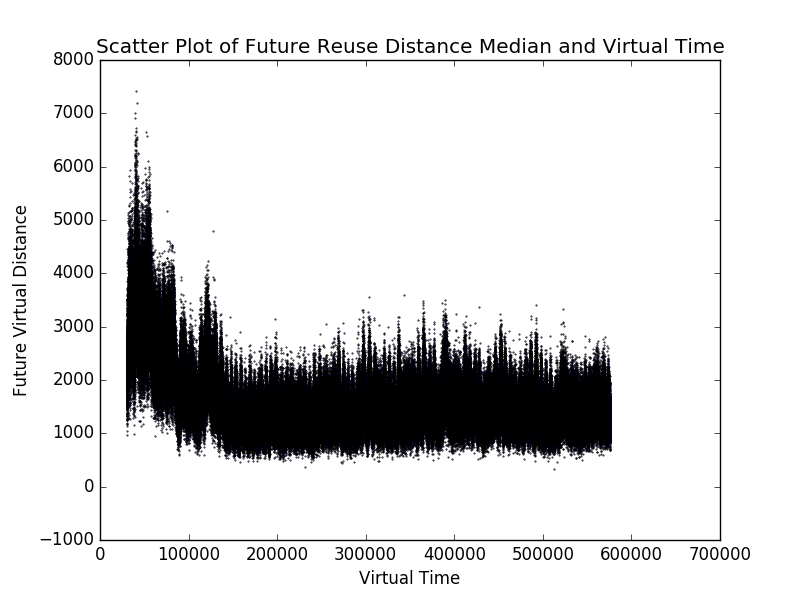 Scatter Plot of Future Reuse Distance Median and Virtual Time
8000
7000
6000
5000
4000
3000
2000
1000
0
−1000
Future Virtual Distance
0 100000 200000 300000 400000 500000 600000 700000
Virtual Time